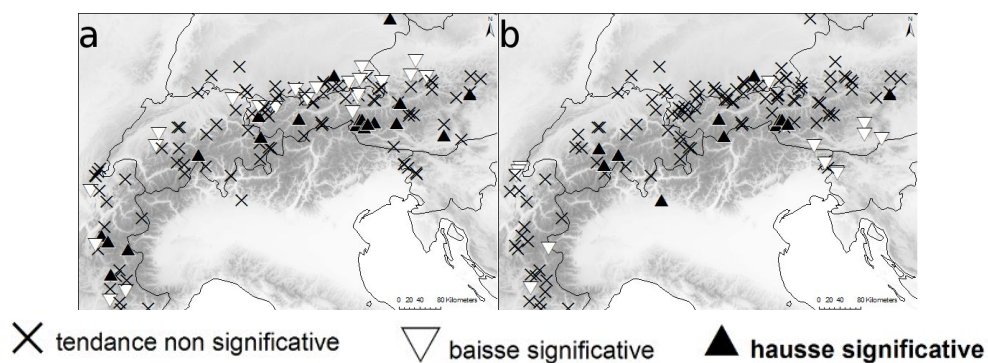 a
b
N
N
0 20 40 80 Kilometers
0 20 40 80 Kilometers
tendance non significative
baisse significative
hausse significative